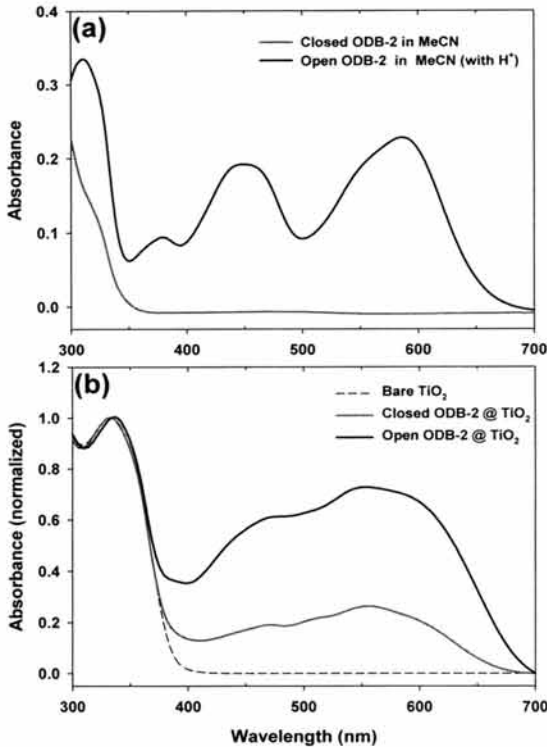 (a)
Closed ODB-2 in MeCN
Open ODB-2 in MeCN (with H⁺)
Absorbance
0.4
0.3
0.2
0.1
0.0
300 400 500 600 700
(b)
Bare TiO₂
Closed ODB-2 @ TiO₂
Open ODB-2 @ TiO₂
Absorbance (normalized)
1.2
1.0
0.8
0.6
0.4
0.2
0.0
300 400 500 600 700
Wavelength (nm)